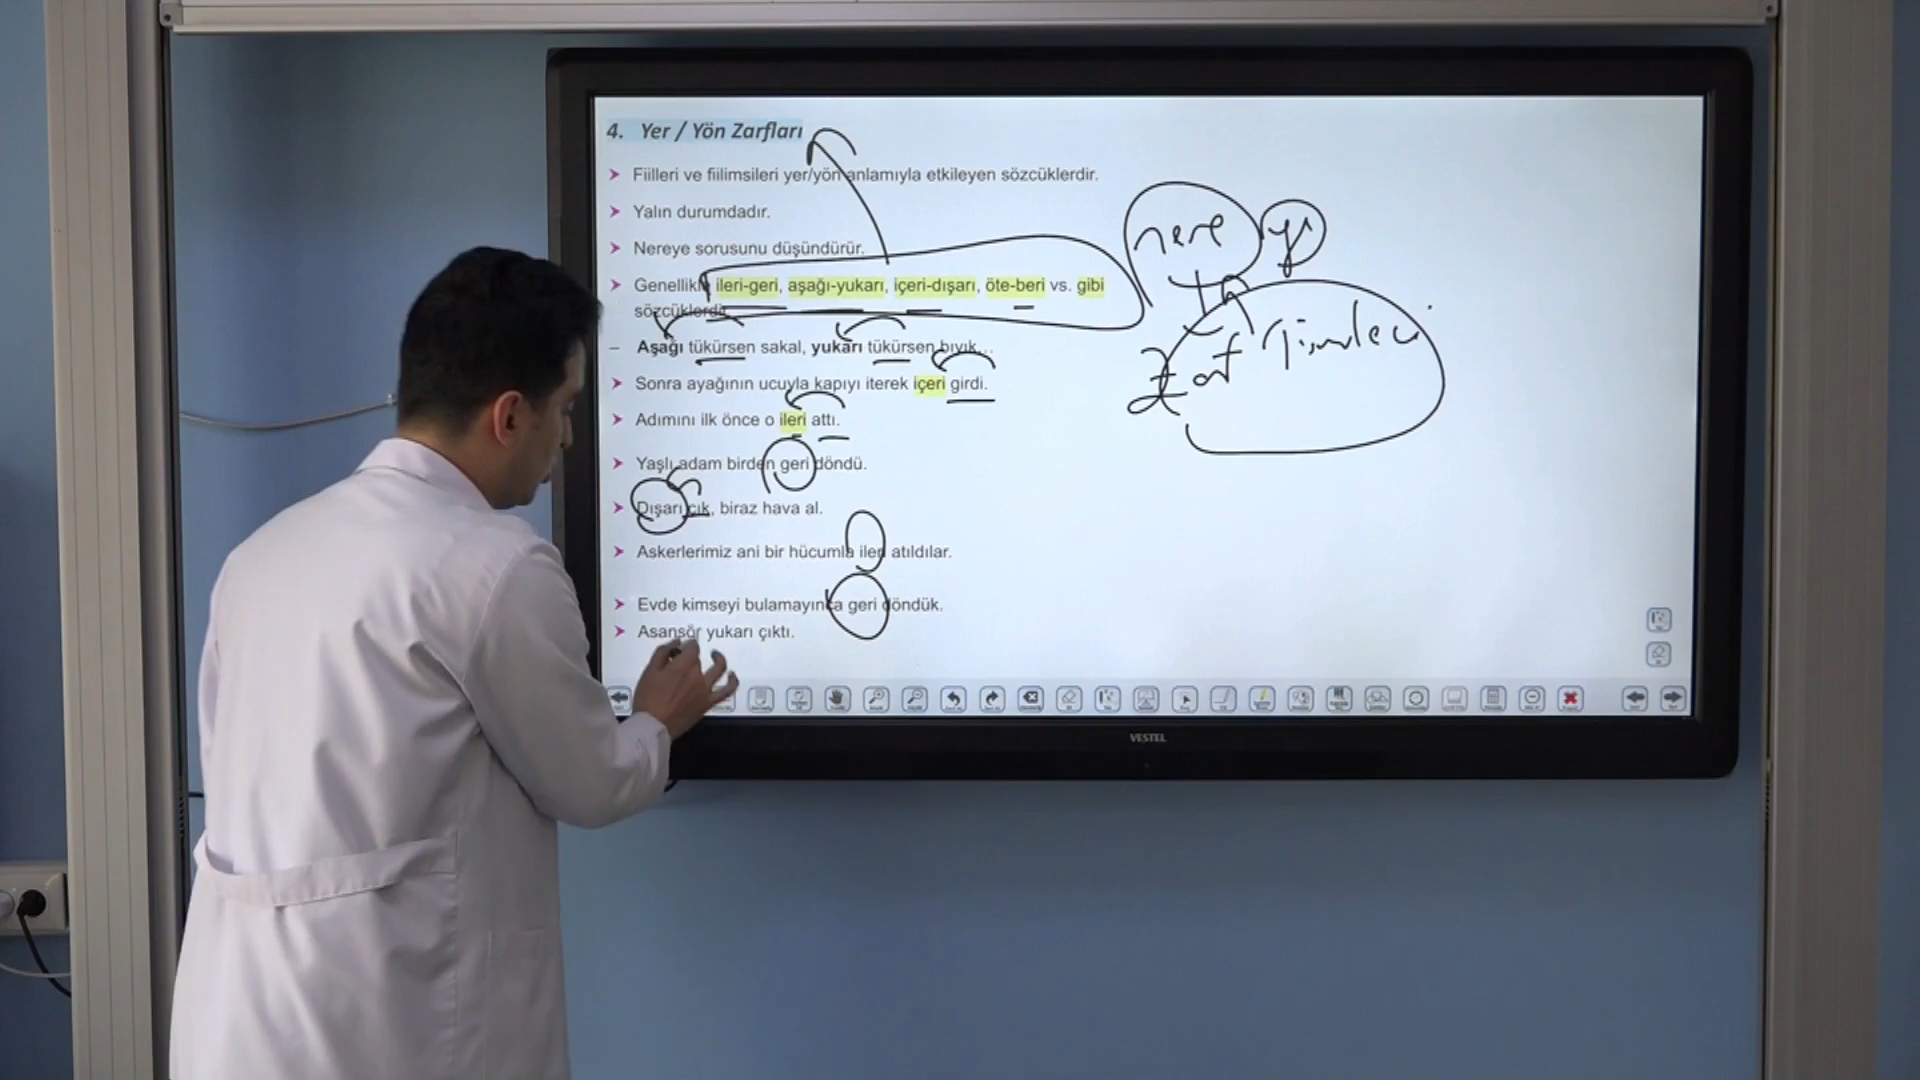 4. Yer / Yön Zarfları
➤ Fiilleri ve fiilimsileri yer/yön anlamıyla etkileyen sözcüklerdir.
➤ Yalın durumdadır.
➤ Nereye sorusunu düşündürür.
➤ Genellikle ileri-geri, aşağı-yukarı, içeri-dışarı, öte-beri vs. gibi
sözcüklerdir.
– Aşağı tükürsen sakal, yukarı tükürsen bıyık...
➤ Sonra ayağının ucuyla kapıyı iterek içeri girdi.
➤ Adımını ilk önce o ileri attı.
➤ Yaşlı adam birden geri döndü.
➤ Dışarı çık, biraz hava al.
➤ Askerlerimiz ani bir hücumla ileri atıldılar.
➤ Evde kimseyi bulamayınca geri döndük.
➤ Asansör yukarı çıktı.
nere yi
Zarf
VESTEL